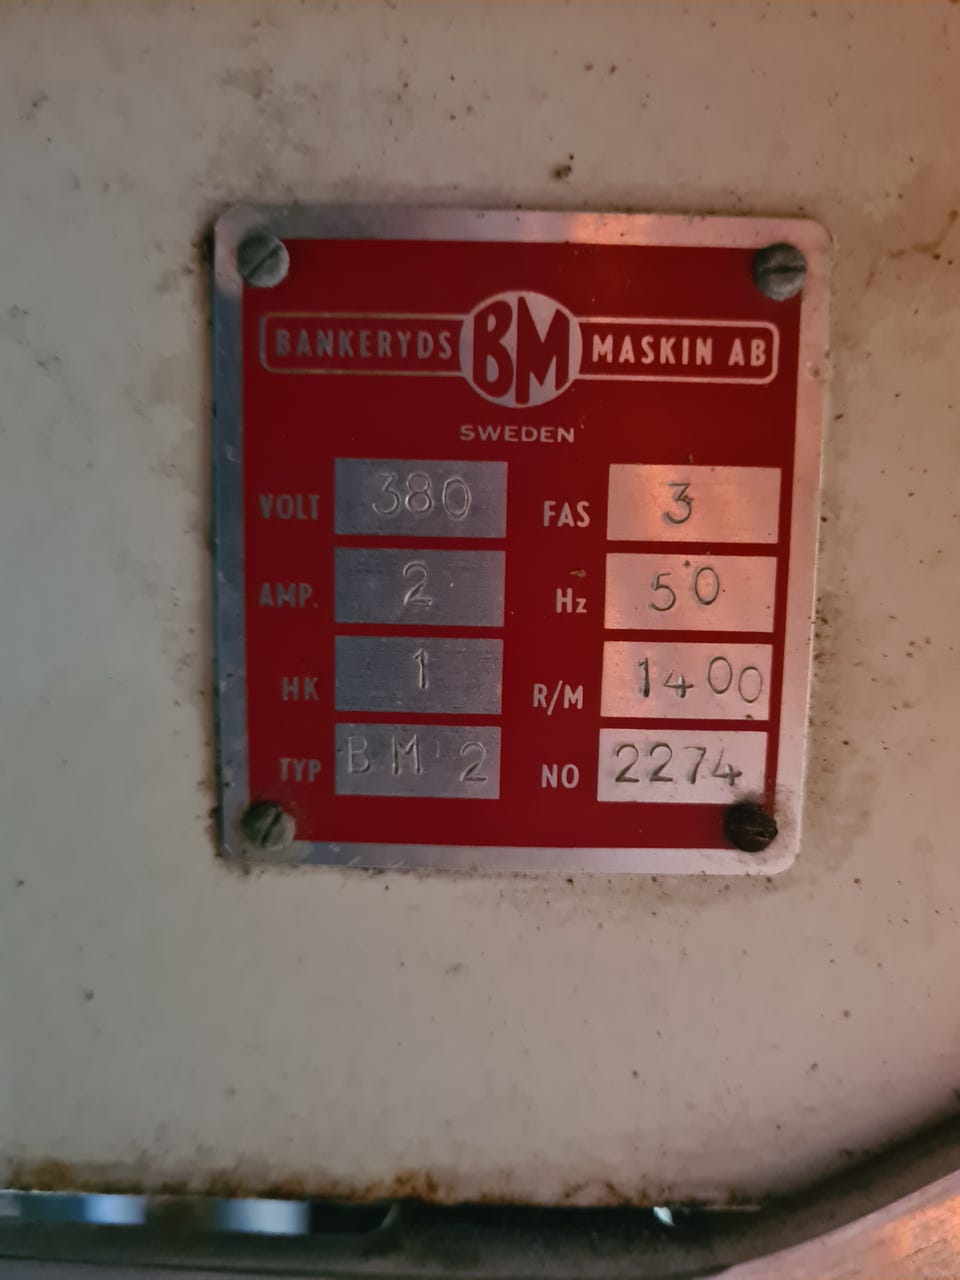 BANKERYDS BM MASKIN AB
SWEDEN
VOLT 380 FAS 3
AMP. 2 Hz 50
HK 1 R/M 1400
TYP BM 2 NO 2274